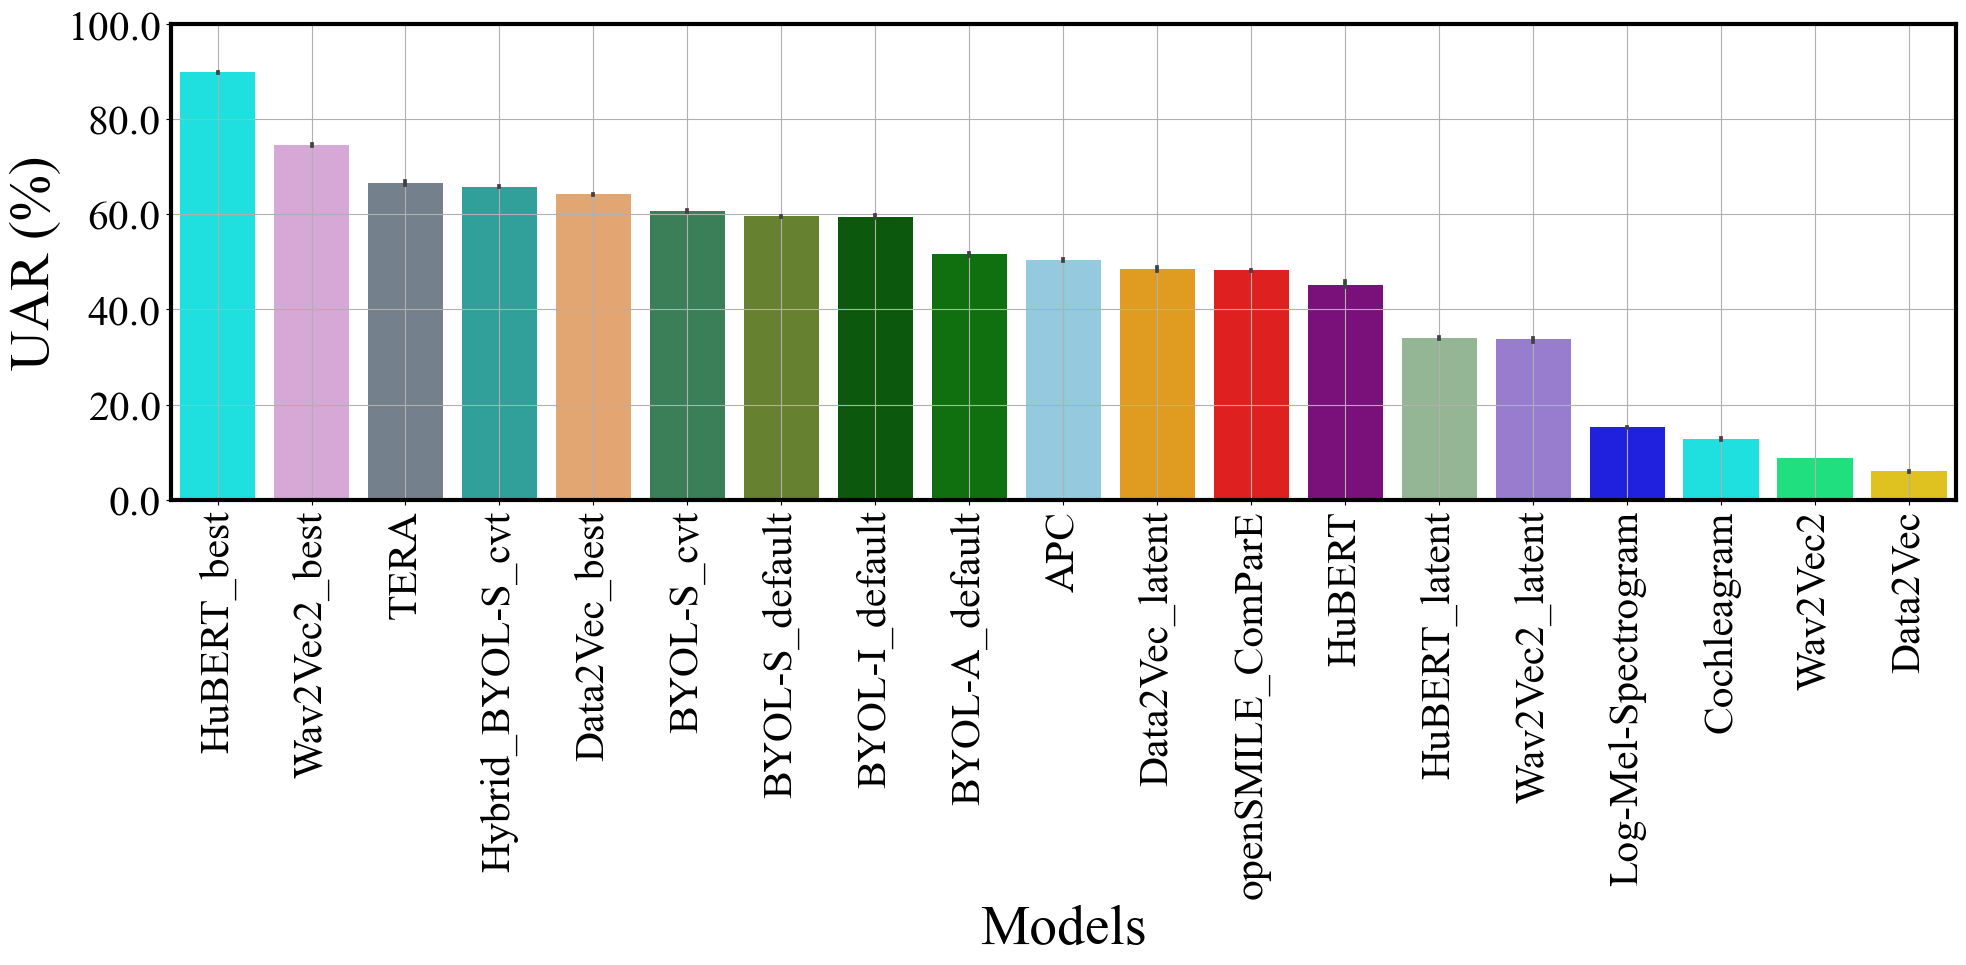 UAR (%)
100.0
80.0
60.0
40.0
20.0
0.0
HuBERT_best
Wav2Vec2_best
TERA
Hybrid_BYOL-S_cvt
Data2Vec_best
BYOL-S_cvt
BYOL-S_default
BYOL-I_default
BYOL-A_default
APC
Data2Vec_latent
openSMILE_ComParE
HuBERT
HuBERT_latent
Wav2Vec2_latent
Log-Mel-Spectrogram
Cochleagram
Wav2Vec2
Data2Vec
Models